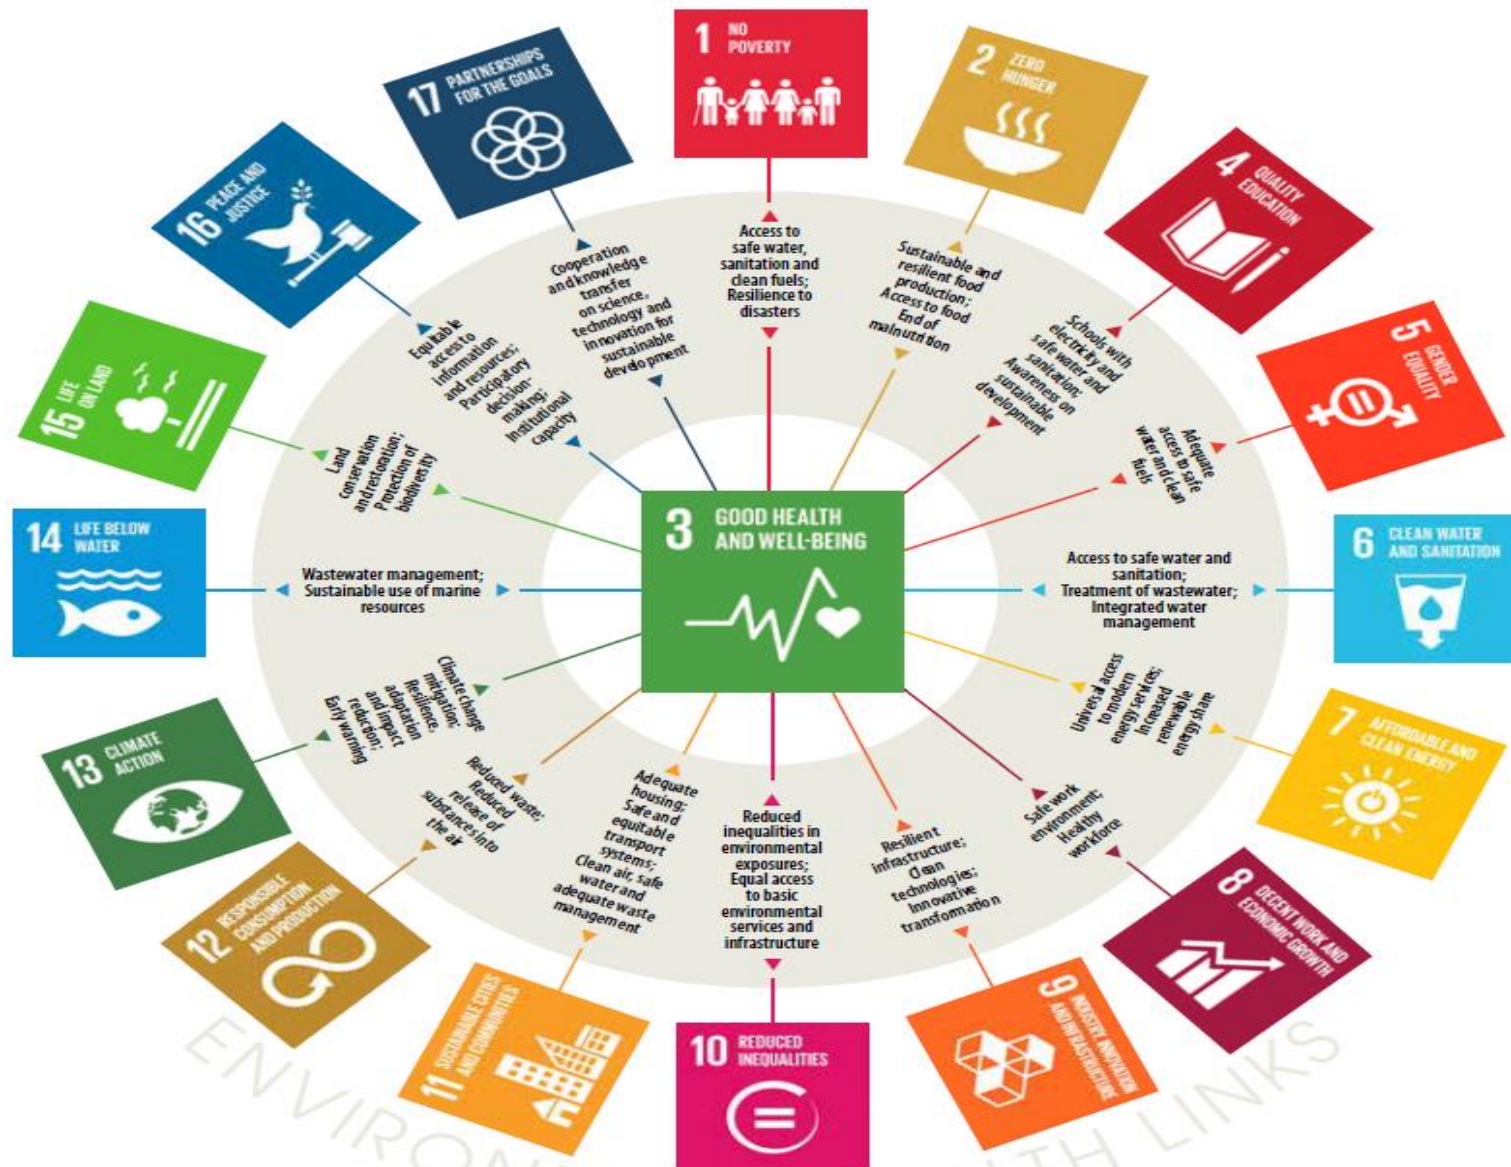 1 NO
POVERTY
Access to
safe water,
sanitation and
clean fuels;
Resilience to
disasters
2 ZERO
HUNGER
Sustainable and
resilient food
production;
Access to food
End of
malnutrition
4 QUALITY
EDUCATION
Schools with
electricity and
safe water and
sanitation;
Awareness on
sustainable
development
5 GENDER
EQUALITY
Adequate
access to safe
water and clean
fuels
6 CLEAN WATER
AND SANITATION
Access to safe water and
sanitation;
Treatment of wastewater;
Integrated water
management
7 AFFORDABLE AND
CLEAN ENERGY
Universal access
to modern
energy services;
Increased
renewable
energy share
8 DECENT WORK AND
ECONOMIC GROWTH
Safe work
environment;
Healthy
workforce
9 INDUSTRY, INNOVATION
AND INFRASTRUCTURE
Resilient
infrastructure;
Clean
technologies;
Innovative
transformation
10 REDUCED
INEQUALITIES
Reduced
inequalities in
environmental
exposures;
Equal access
to basic
environmental
services and
infrastructure
11 SUSTAINABLE CITIES
AND COMMUNITIES
Adequate
housing;
Safe and
equitable
transport
systems;
Clean air, safe
water and
adequate waste
management
12 RESPONSIBLE
CONSUMPTION
AND PRODUCTION
Reduced waste;
Reduced
release of
substances into
the air
13 CLIMATE
ACTION
Climate change
mitigation;
Resilience,
adaptation
and impact
reduction;
Early warning
14 LIFE BELOW
WATER
Wastewater management;
Sustainable use of marine
resources
15 LIFE
ON LAND
Land
conservation
and restoration;
Protection of
biodiversity
16 PEACE AND
JUSTICE
Equitable
access to
information
and resources;
Participatory
decision-
making;
Institutional
capacity
17 PARTNERSHIPS
FOR THE GOALS
Cooperation
and knowledge
transfer
on science,
technology and
innovation for
sustainable
development
3 GOOD HEALTH
AND WELL-BEING
LINKS